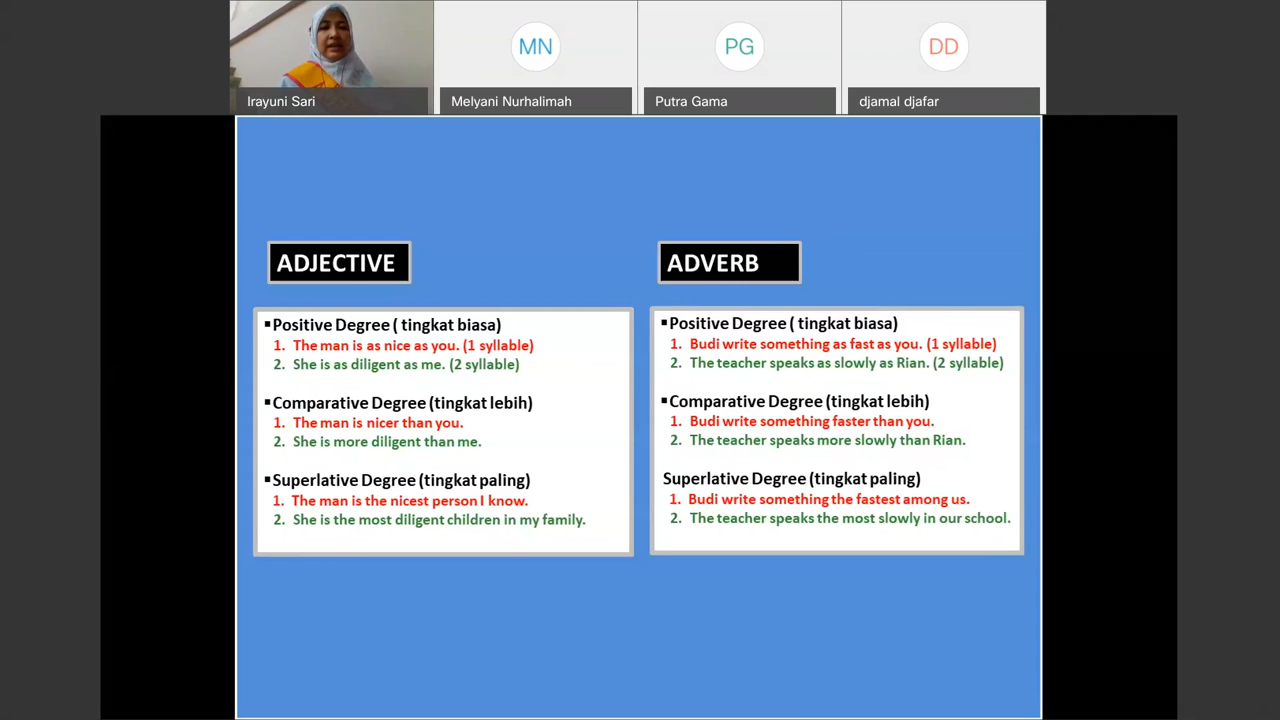 MN
PG
DD
Irayuni Sari
Melyani Nurhalimah
Putra Gama
djamal djafar
ADJECTIVE
▪Positive Degree ( tingkat biasa)
1. The man is as nice as you. (1 syllable)
2. She is as diligent as me. (2 syllable)
▪Comparative Degree (tingkat lebih)
1. The man is nicer than you.
2. She is more diligent than me.
▪Superlative Degree (tingkat paling)
1. The man is the nicest person I know.
2. She is the most diligent children in my family.
ADVERB
▪Positive Degree ( tingkat biasa)
1. Budi write something as fast as you. (1 syllable)
2. The teacher speaks as slowly as Rian. (2 syllable)
▪Comparative Degree (tingkat lebih)
1. Budi write something faster than you.
2. The teacher speaks more slowly than Rian.
Superlative Degree (tingkat paling)
1. Budi write something the fastest among us.
2. The teacher speaks the most slowly in our school.